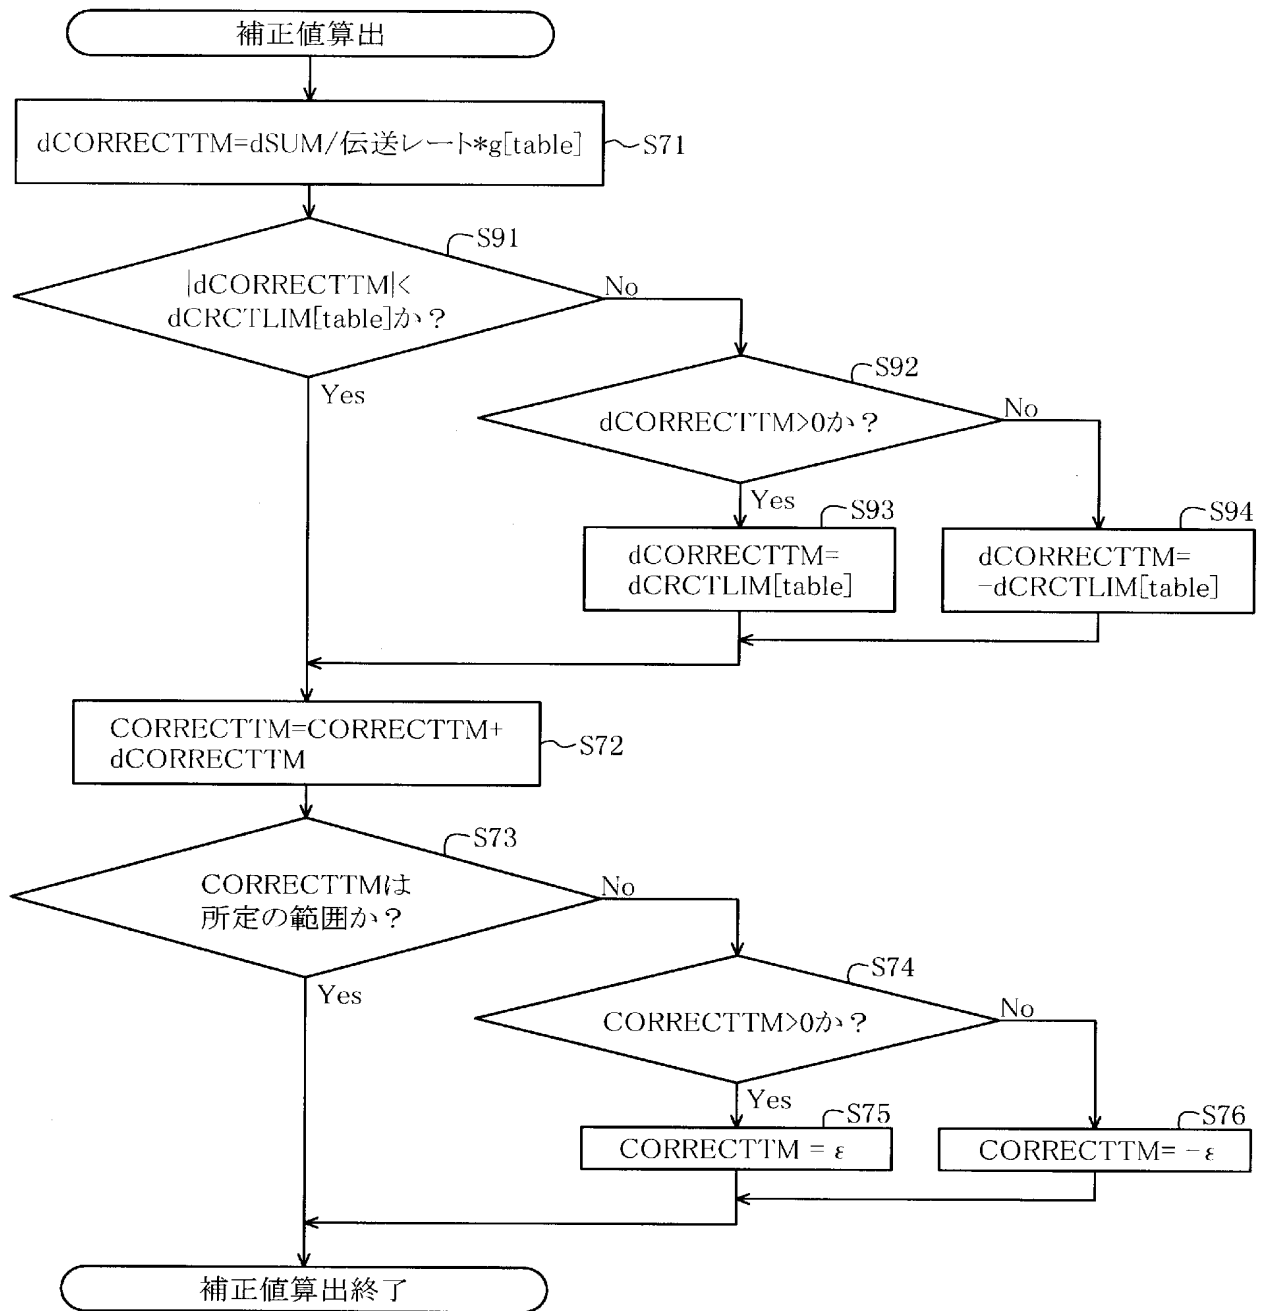 補正値算出
dCORRECTTM=dSUM/伝送レート*g[table]
S71
S91
|dCORRECTTM|<
dCRCTLIM[table]か？
No
Yes
S92
dCORRECTTM>0か？
No
Yes
S93
dCORRECTTM=
dCRCTLIM[table]
S94
dCORRECTTM=
-dCRCTLIM[table]
CORRECTTM=CORRECTTM+
dCORRECTTM
S72
S73
CORRECTTMは
所定の範囲か？
No
Yes
S74
CORRECTTM>0か？
No
Yes
S75
CORRECTTM = ε
S76
CORRECTTM= -ε
補正値算出終了